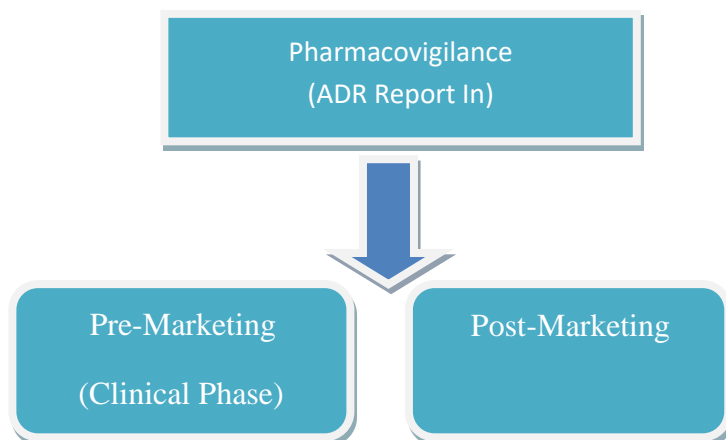 Pharmacovigilance
(ADR Report In)
Pre-Marketing
(Clinical Phase)
Post-Marketing